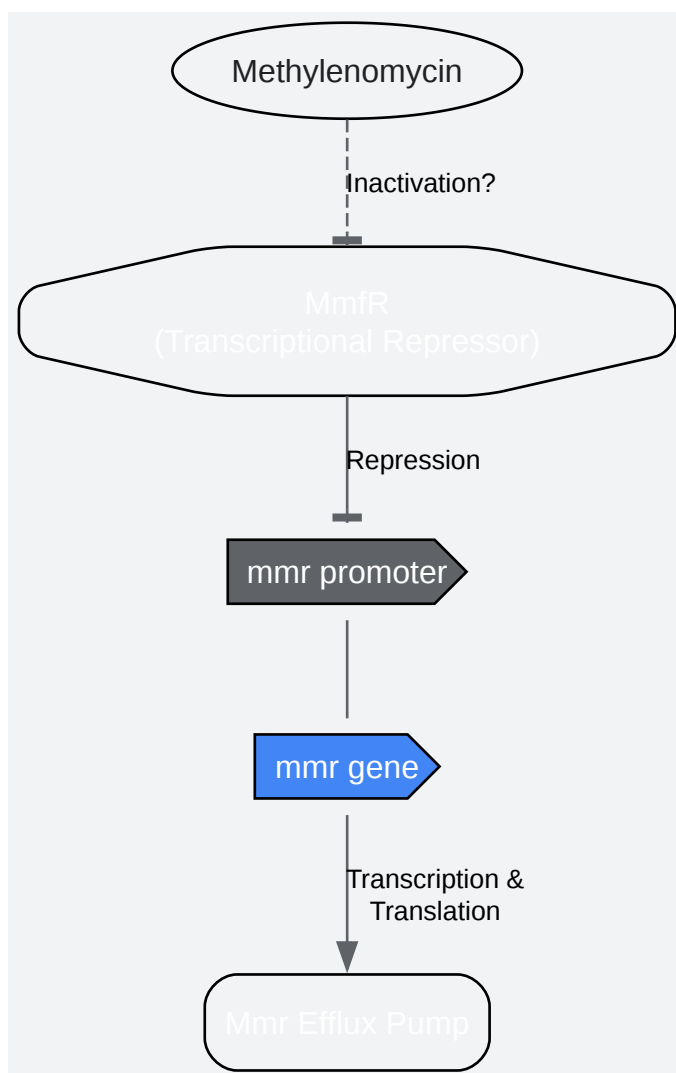 Methylenomycin
Inactivation?
MmfR
(Transcriptional Repressor)
Repression
mmr promoter
mmr gene
Transcription &
Translation
Mmr Efflux Pump